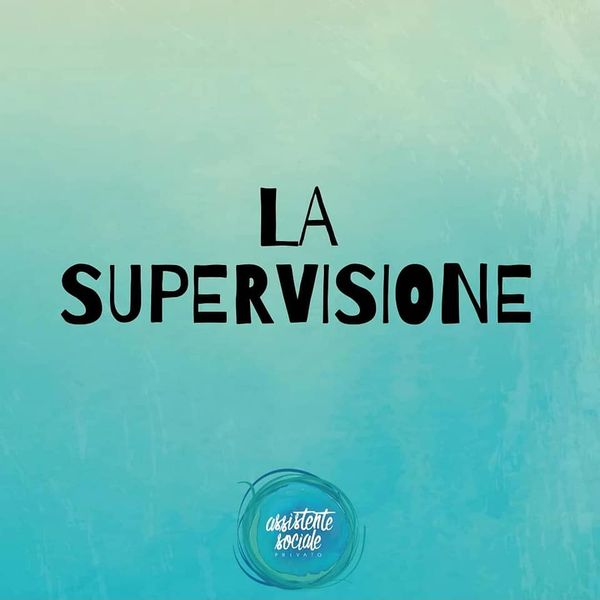 LA
SUPERVISIONE
assistente
sociale
PRIVATO